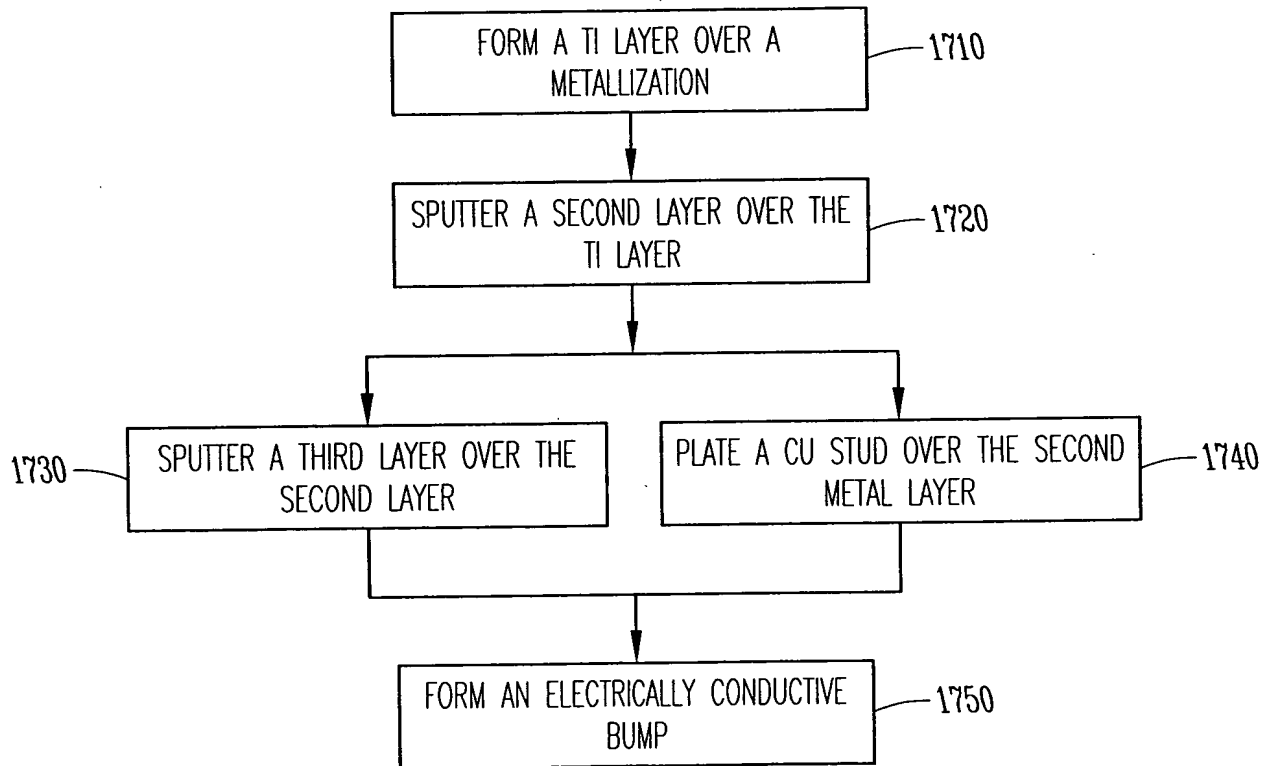 FORM A TI LAYER OVER A
METALLIZATION
1710
SPUTTER A SECOND LAYER OVER THE
TI LAYER
1720
1730
SPUTTER A THIRD LAYER OVER THE
SECOND LAYER
PLATE A CU STUD OVER THE SECOND
METAL LAYER
1740
FORM AN ELECTRICALLY CONDUCTIVE
BUMP
1750